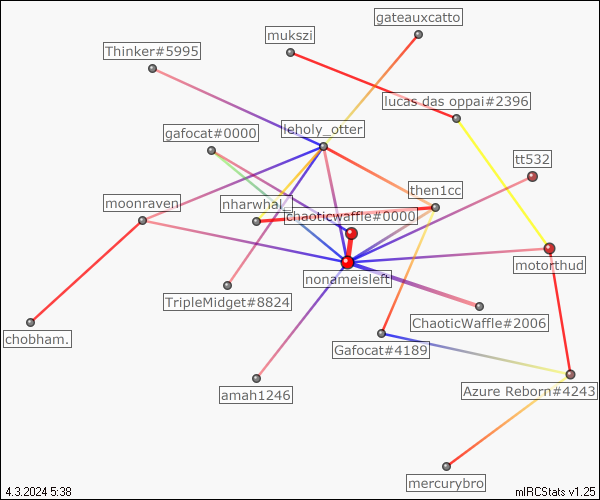 gateauxcatto
mukszi
Thinker#5995
lucas das oppai#2396
gafocat#0000
leholy_otter
tt532
then1cc
moonraven
nharwhal_
chaoticwaffle#0000
motorthud
nonameisleft
TripleMidget#8824
ChaoticWaffle#2006
chobham.
Gafocat#4189
amah1246
Azure Reborn#4243
mercurybro
4.3.2024 5:38
mIRCStats v1.25